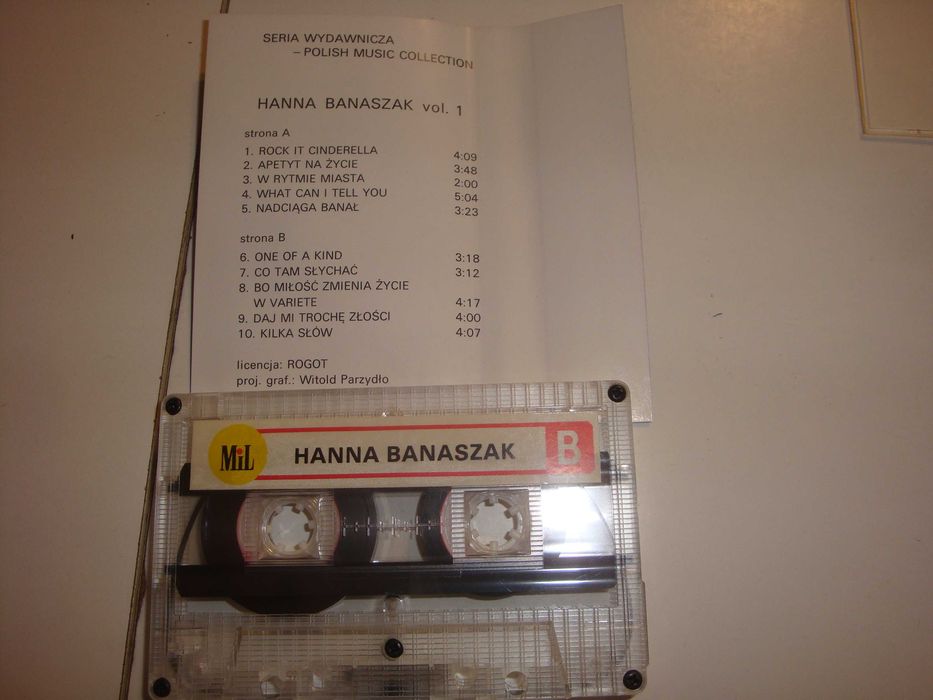 SERIA WYDAWNICZA
– POLISH MUSIC COLLECTION
HANNA BANASZAK vol. 1
strona A
1. ROCK IT CINDERELLA 4:09
2. APETYT NA ŻYCIE 3:48
3. W RYTMIE MIASTA 2:00
4. WHAT CAN I TELL YOU 5:04
5. NADCIĄGA BANAŁ 3:23
strona B
6. ONE OF A KIND 3:18
7. CO TAM SŁYCHAĆ 3:12
8. BO MIŁOŚĆ ZMIENIA ŻYCIE
W VARIETE 4:17
9. DAJ MI TROCHĘ ZŁOŚCI 4:00
10. KILKA SŁÓW 4:07
licencja: ROGOT
proj. graf.: Witold Parzydło
MiL HANNA BANASZAK B